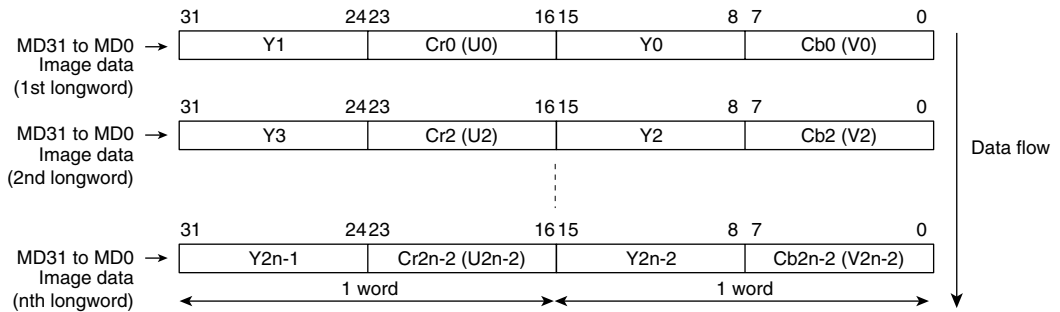 31 24 23 16 15 8 7 0
MD31 to MD0 Y1 Cr0 (U0) Y0 Cb0 (V0)
Image data
(1st longword)
31 24 23 16 15 8 7 0
MD31 to MD0 Y3 Cr2 (U2) Y2 Cb2 (V2)
Image data Data flow
(2nd longword)
31 24 23 16 15 8 7 0
MD31 to MD0 Y2n-1 Cr2n-2 (U2n-2) Y2n-2 Cb2n-2 (V2n-2)
Image data
(nth longword) 1 word 1 word